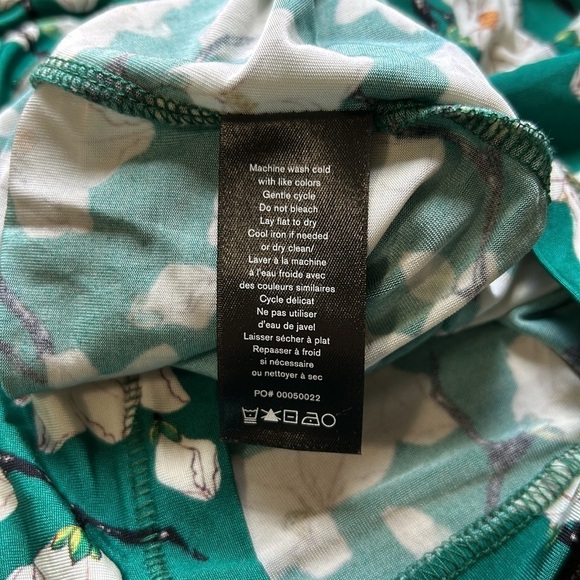 Machine wash cold
with like colors
Gentle cycle
Do not bleach
Lay flat to dry
Cool iron if needed
or dry clean/
Laver à la machine
à l'eau froide avec
des couleurs similaires
Cycle délicat
Ne pas utiliser
d'eau de javel
Laisser sécher à plat
Repasser à froid
si nécessaire
ou nettoyer à sec
PO# 00050022